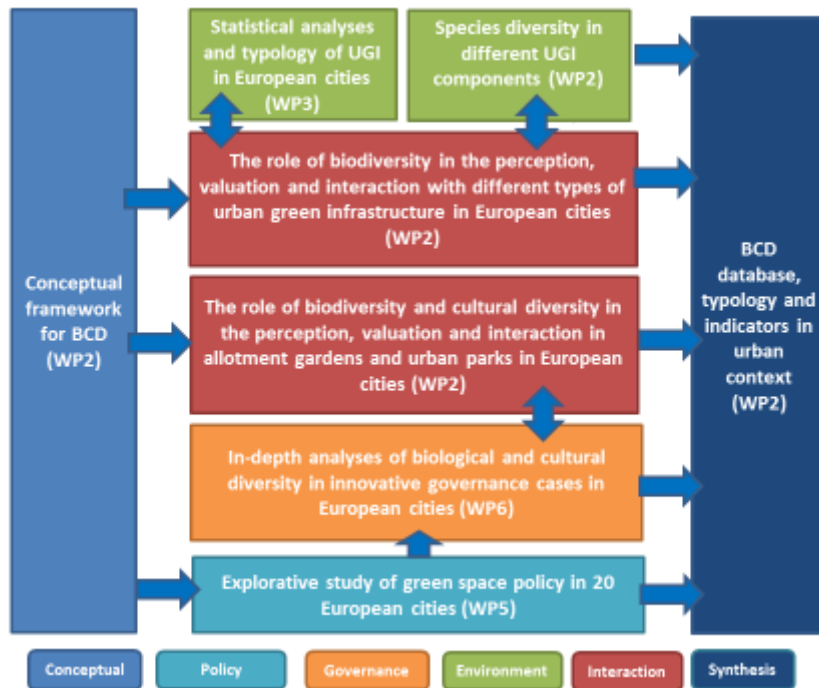 Statistical analyses
and typology of UGI
in European cities
(WP3)
Species diversity in
different UGI
components (WP2)
The role of biodiversity in the perception,
valuation and interaction with different types of
urban green infrastructure in European cities
(WP2)
Conceptual
framework
for BCD
(WP2)
The role of biodiversity and cultural diversity in
the perception, valuation and interaction in
allotment gardens and urban parks in European
cities (WP2)
BCD
database,
typology and
indicators in
urban
context
(WP2)
In-depth analyses of biological and cultural
diversity in innovative governance cases in
European cities (WP6)
Explorative study of green space policy in 20
European cities (WP5)
Conceptual
Policy
Governance
Environment
Interaction
Synthesis